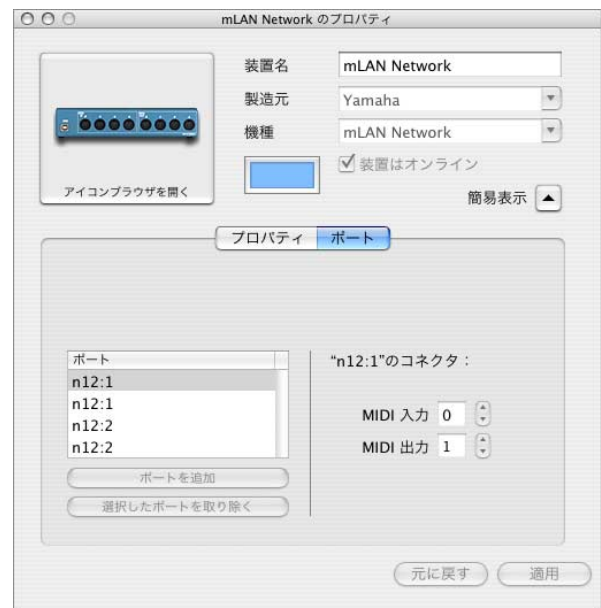 mLAN Network のプロパティ
装置名 mLAN Network
製造元 Yamaha
機種 mLAN Network
装置はオンライン
アイコンブラウザを開く
簡易表示
プロパティ ポート
ポート
n12:1
n12:1
n12:2
n12:2
ポートを追加
選択したポートを取り除く
“n12:1”のコネクタ：
MIDI 入力 0
MIDI 出力 1
元に戻す 適用